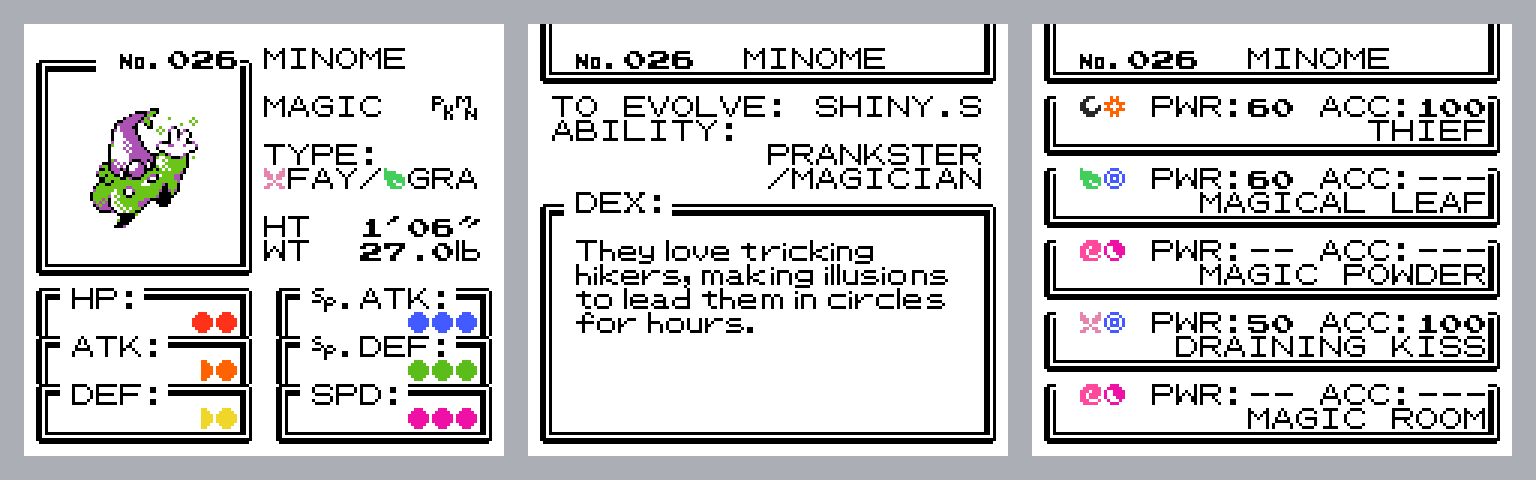 No. 026 MINOME
MAGIC PKMN
TYPE:
FAY/GRA
HT 1'06"
WT 27.0lb
HP:
ATK:
DEF:
Sp. ATK:
Sp. DEF:
SPD:
No. 026 MINOME
TO EVOLVE: SHINY.S
ABILITY:
PRANKSTER
/MAGICIAN
DEX:
They love tricking
hikers, making illusions
to lead them in circles
for hours.
No. 026 MINOME
PWR:60 ACC:100
THIEF
PWR:60 ACC:---
MAGICAL LEAF
PWR:-- ACC:---
MAGIC POWDER
PWR:50 ACC:100
DRAINING KISS
PWR:-- ACC:---
MAGIC ROOM